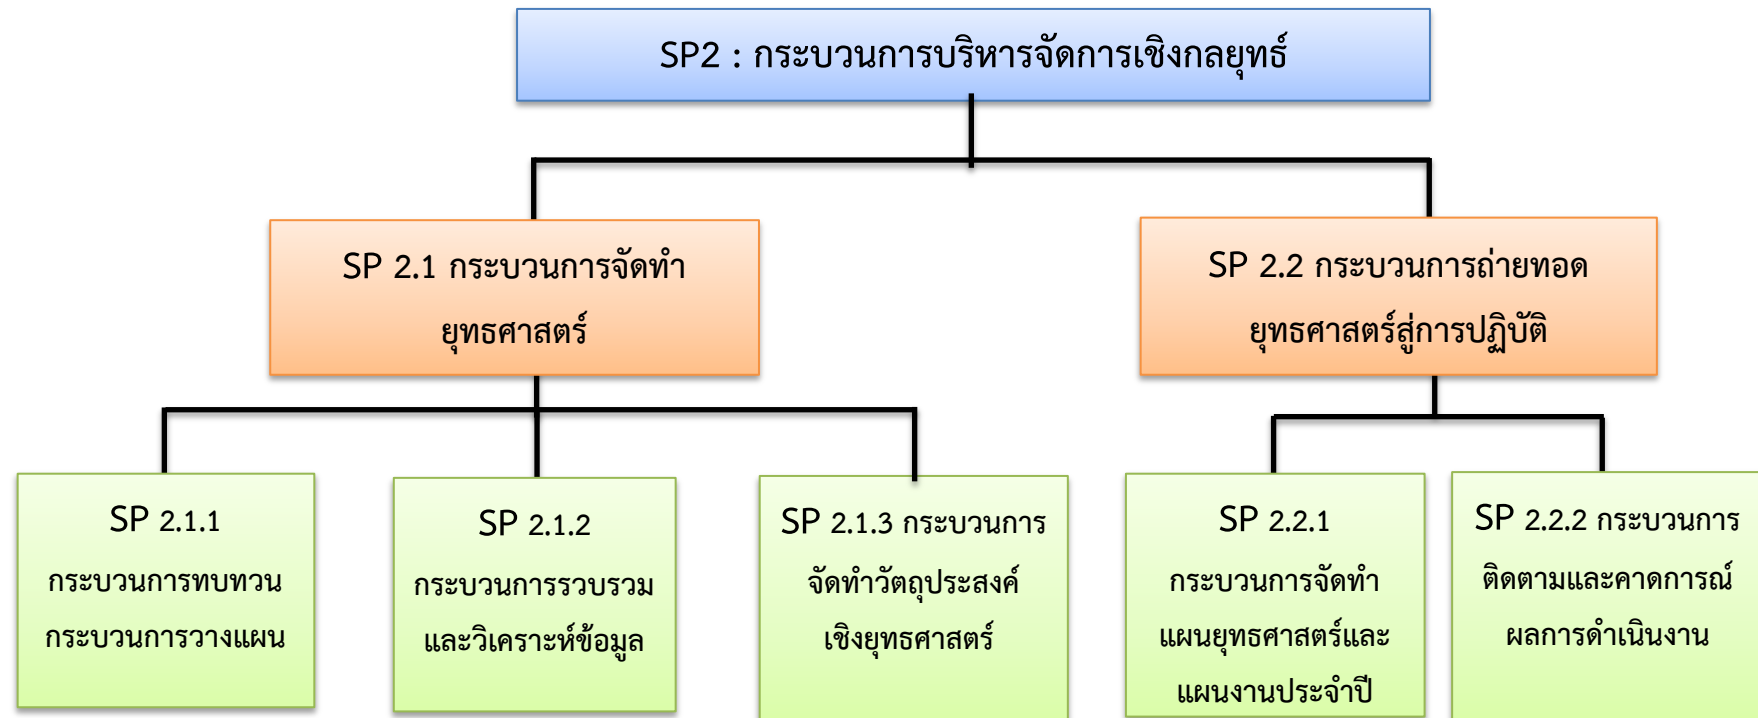 SP2 : กระบวนการบริหารจัดการเชิงกลยุทธ์
SP 2.1 กระบวนการจัดทำ
ยุทธศาสตร์
SP 2.2 กระบวนการถ่ายทอด
ยุทธศาสตร์สู่การปฏิบัติ
SP 2.1.1
กระบวนการทบทวน
กระบวนการวางแผน
SP 2.1.2
กระบวนการรวบรวม
และวิเคราะห์ข้อมูล
SP 2.1.3 กระบวนการ
จัดทำวัตถุประสงค์
เชิงยุทธศาสตร์
SP 2.2.1
กระบวนการจัดทำ
แผนยุทธศาสตร์และ
แผนงานประจำปี
SP 2.2.2 กระบวนการ
ติดตามและคาดการณ์
ผลการดำเนินงาน